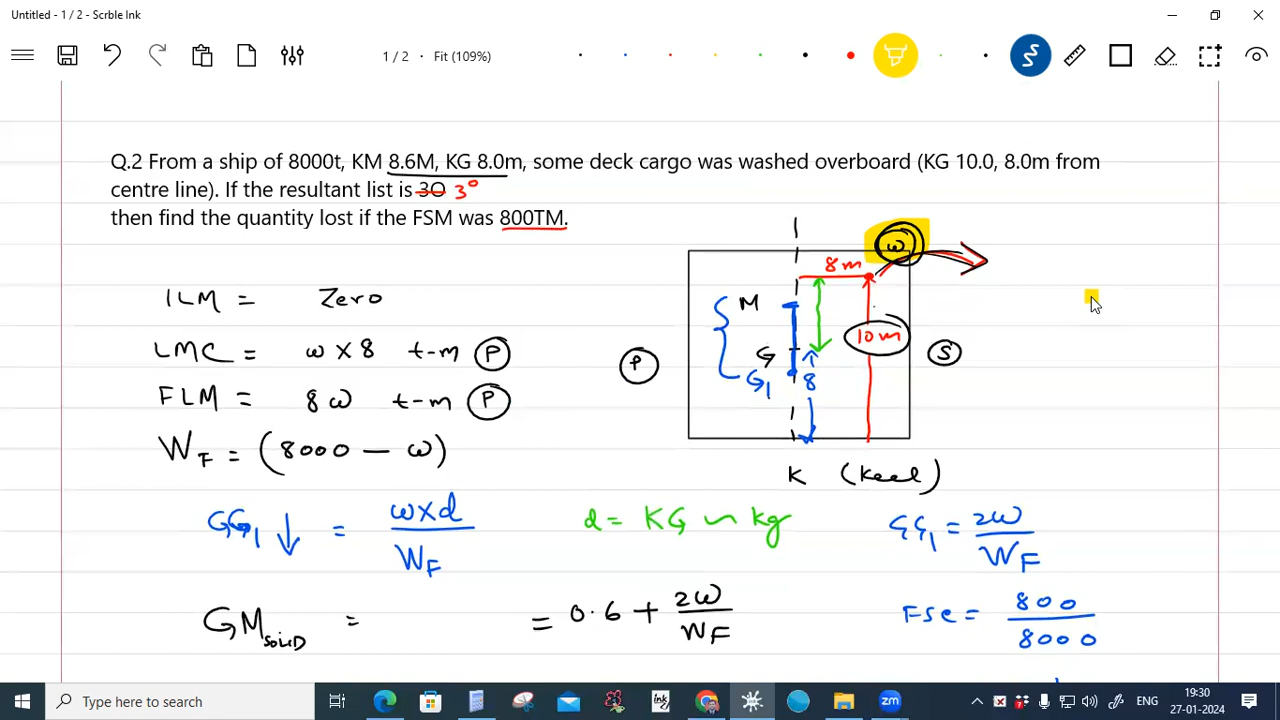 Untitled - 1 / 2 - Scrble Ink
1 / 2 · Fit (109%)
Q.2 From a ship of 8000t, KM 8.6M, KG 8.0m, some deck cargo was washed overboard (KG 10.0, 8.0m from
centre line). If the resultant list is 30 3°
then find the quantity lost if the FSM was 800TM.
ILM = Zero
LMC = w x 8 t-m P
FLM = 8w t-m P
WF = (8000 - w)
GG1 ↓ = w x d / WF
d = KG ~ kg
GG1 = 2w / WF
GM SOLID = = 0.6 + 2w / WF
FSC = 800 / 8000
w
8m
M
10m
G
P
S
G1
8
K (Keel)
Type here to search
ENG
19:30
27-01-2024